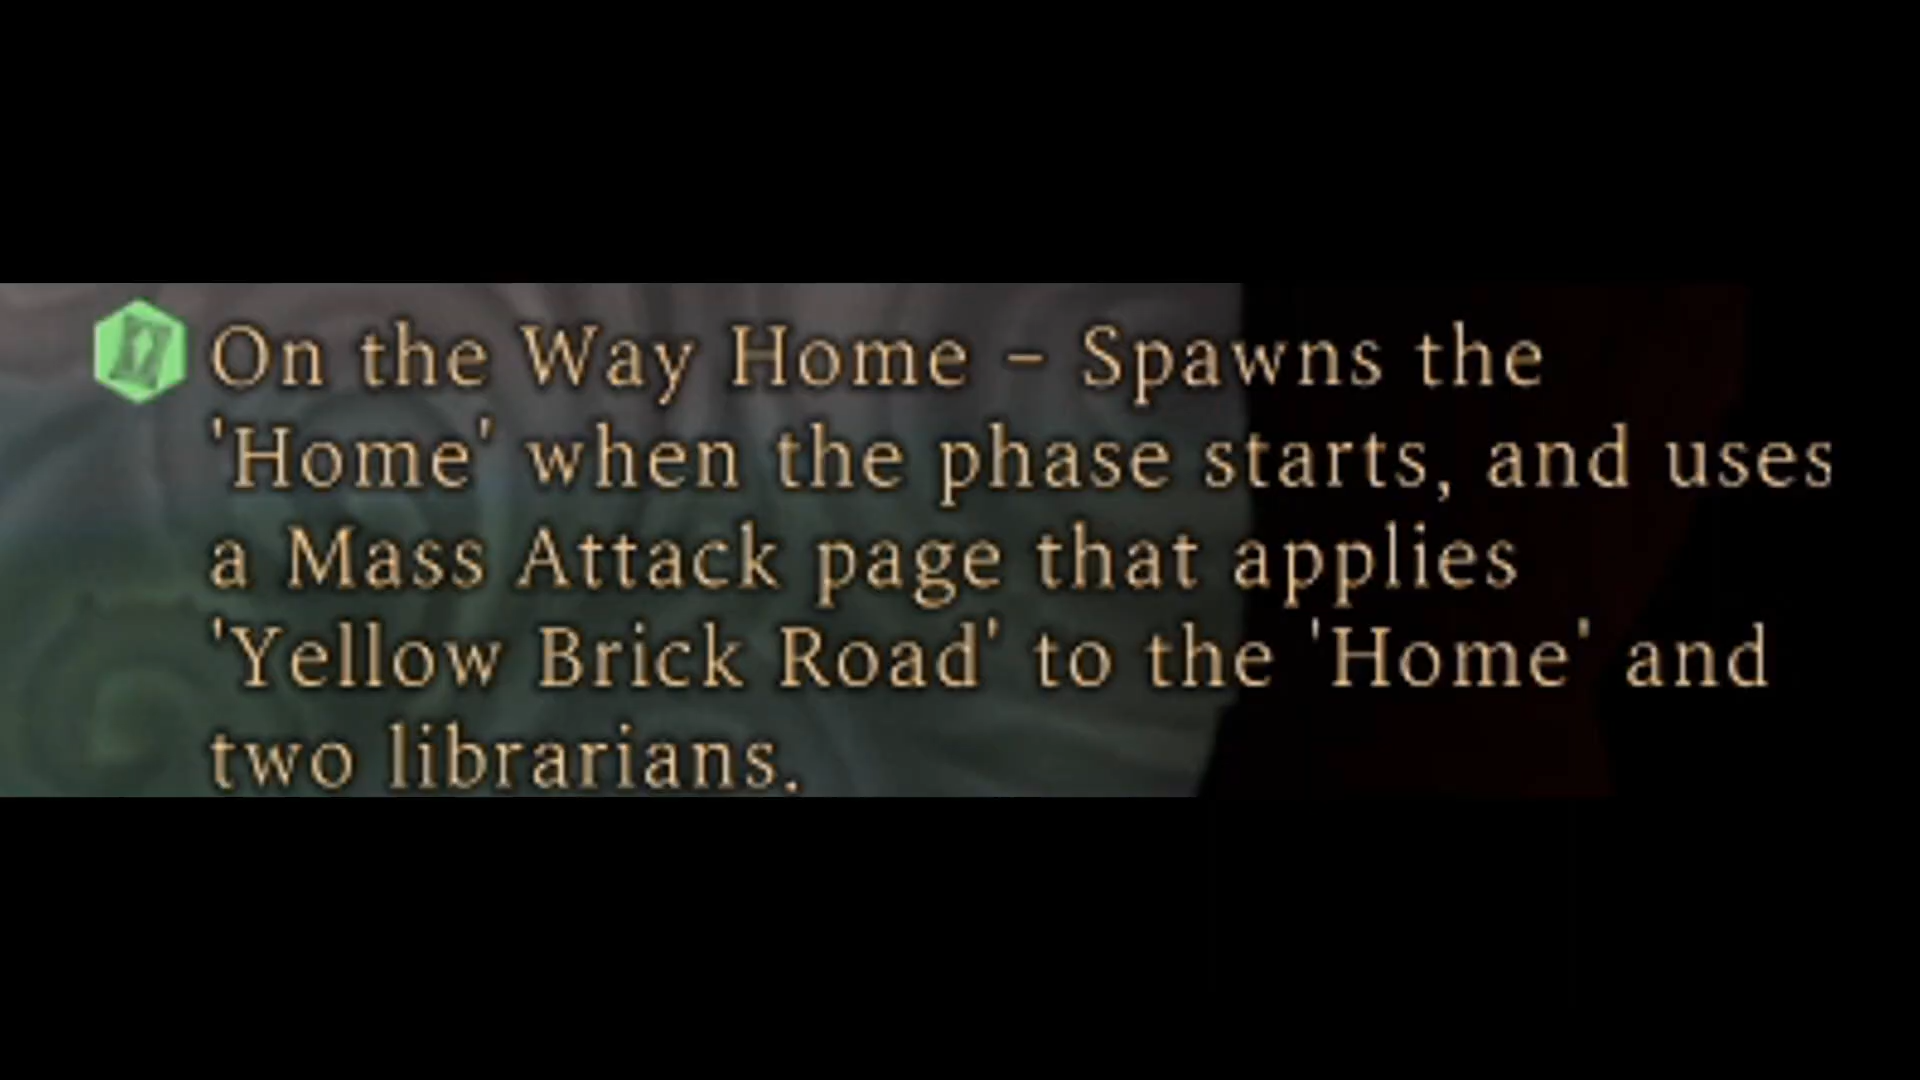 On the Way Home – Spawns the
'Home' when the phase starts, and uses
a Mass Attack page that applies
'Yellow Brick Road' to the 'Home' and
two librarians.